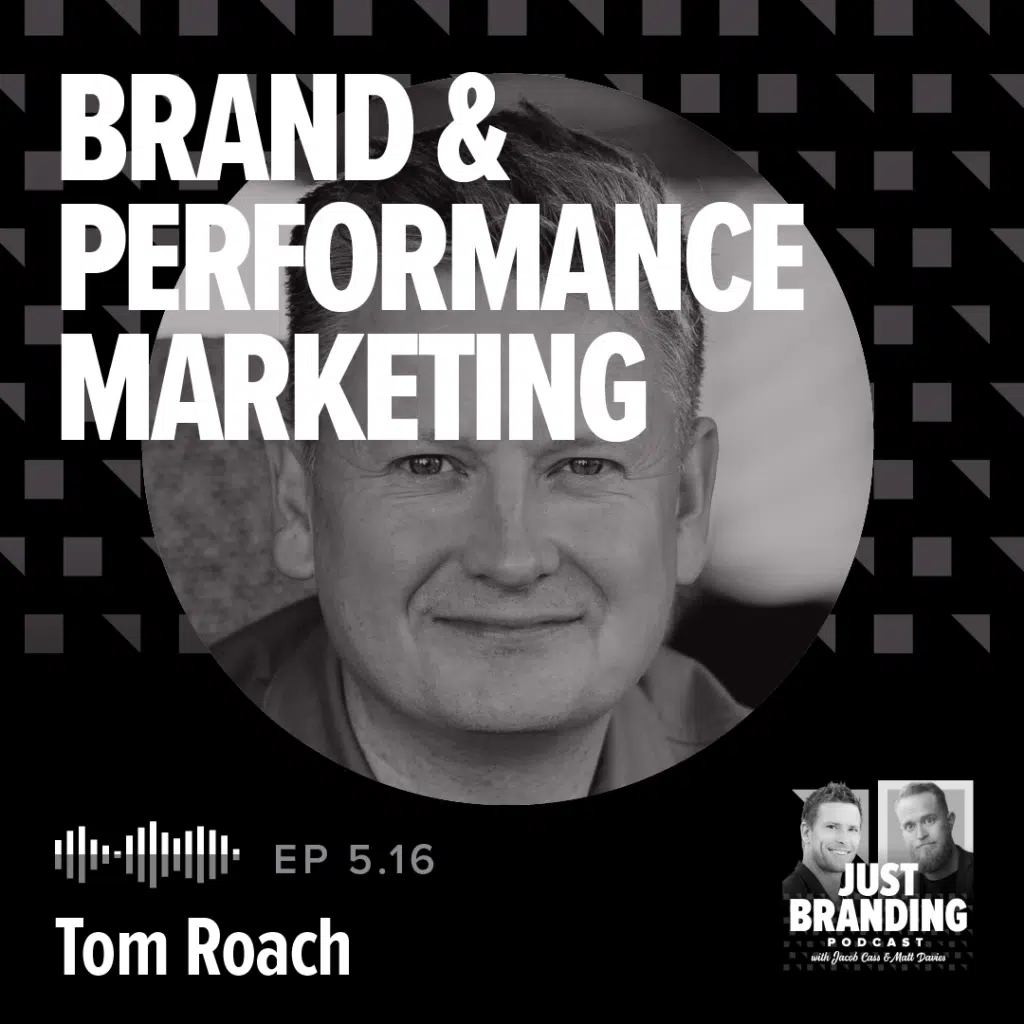 BRAND &
PERFORMANCE
MARKETING
EP 5.16
Tom Roach
JUST
BRANDING
PODCAST
with Jacob Cass & Matt Davies